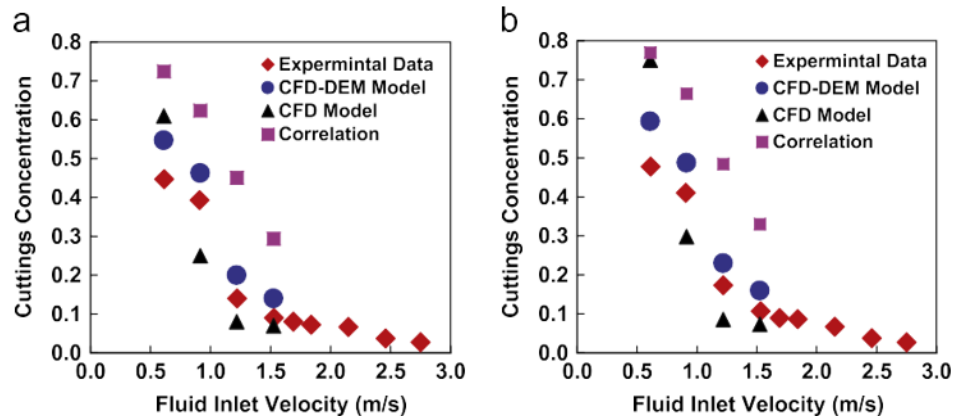 a
0.8
0.7
0.6
0.5
0.4
0.3
0.2
0.1
0.0
Cuttings Concentration
Expermintal Data
CFD-DEM Model
CFD Model
Correlation
0.0 0.5 1.0 1.5 2.0 2.5 3.0
Fluid Inlet Velocity (m/s)
b
0.8
0.7
0.6
0.5
0.4
0.3
0.2
0.1
0.0
Cuttings Concentration
Expermintal Data
CFD-DEM Model
CFD Model
Correlation
0.0 0.5 1.0 1.5 2.0 2.5 3.0
Fluid Inlet Velocity (m/s)